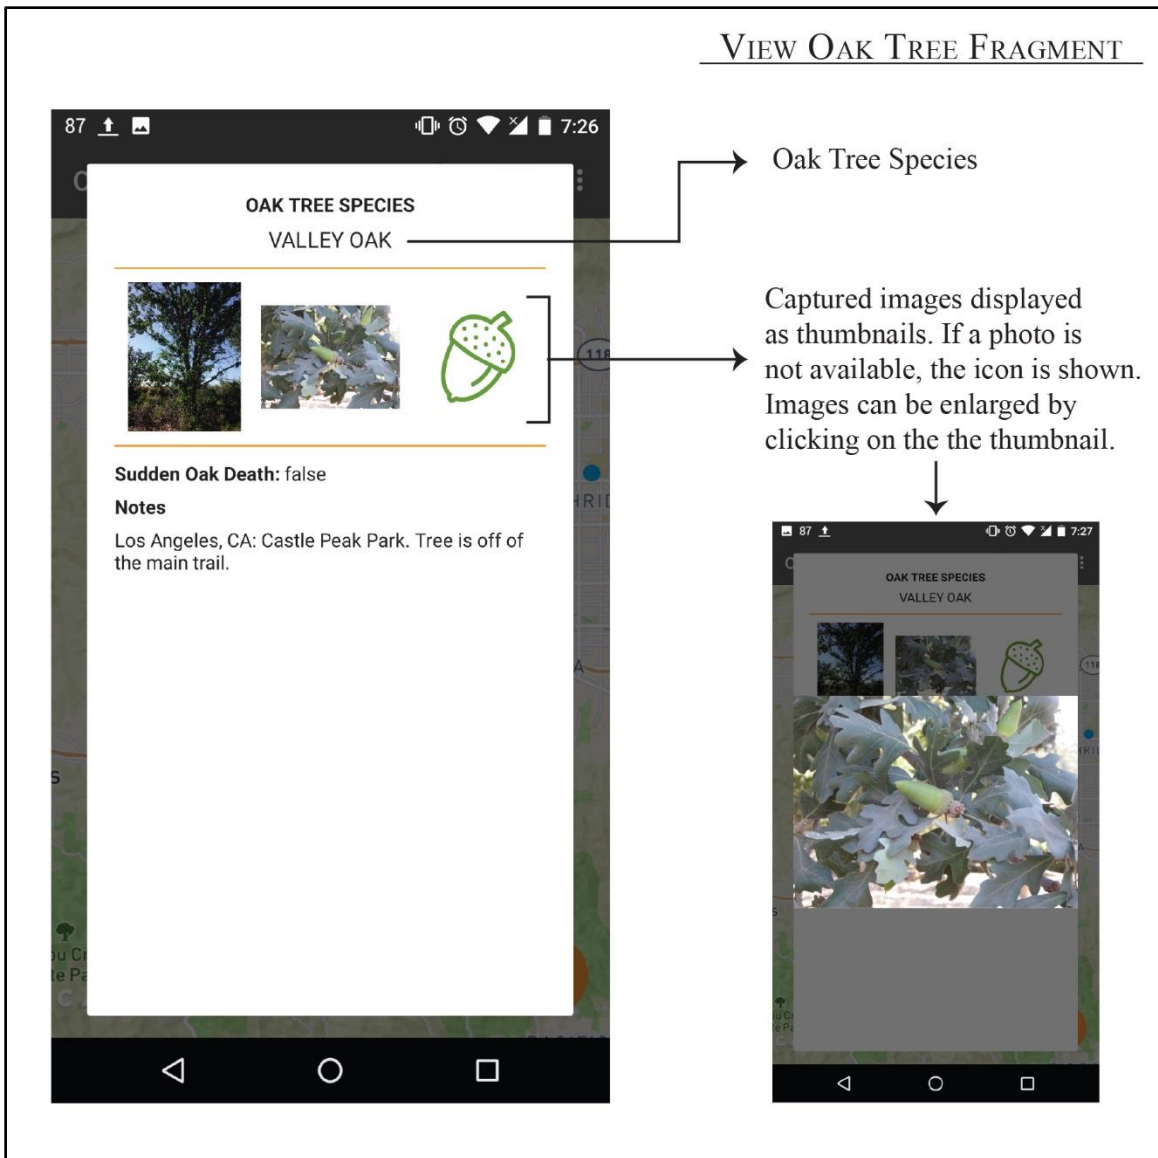 VIEW OAK TREE FRAGMENT
87
7:26
OAK TREE SPECIES
VALLEY OAK
Oak Tree Species
Captured images displayed
as thumbnails. If a photo is
not available, the icon is shown.
Images can be enlarged by
clicking on the the thumbnail.
118
Sudden Oak Death: false
Notes
Los Angeles, CA: Castle Peak Park. Tree is off of
the main trail.
87
7:27
OAK TREE SPECIES
VALLEY OAK